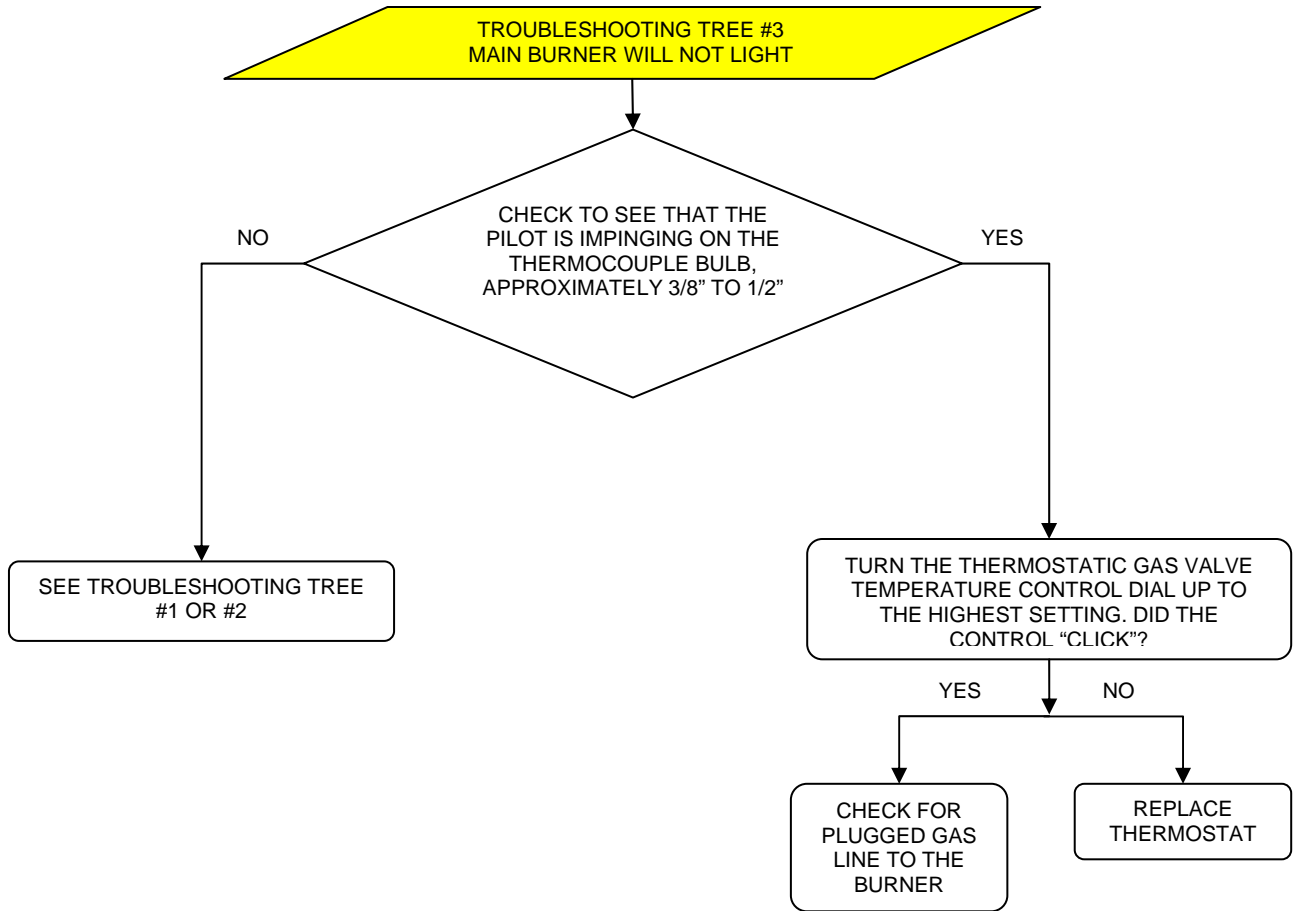 TROUBLESHOOTING TREE #3
MAIN BURNER WILL NOT LIGHT
CHECK TO SEE THAT THE
PILOT IS IMPINGING ON THE
THERMOCOUPLE BULB,
APPROXIMATELY 3/8” TO 1/2”
NO
YES
SEE TROUBLESHOOTING TREE
#1 OR #2
TURN THE THERMOSTATIC GAS VALVE
TEMPERATURE CONTROL DIAL UP TO
THE HIGHEST SETTING. DID THE
CONTROL “CLICK”?
YES
NO
CHECK FOR
PLUGGED GAS
LINE TO THE
BURNER
REPLACE
THERMOSTAT